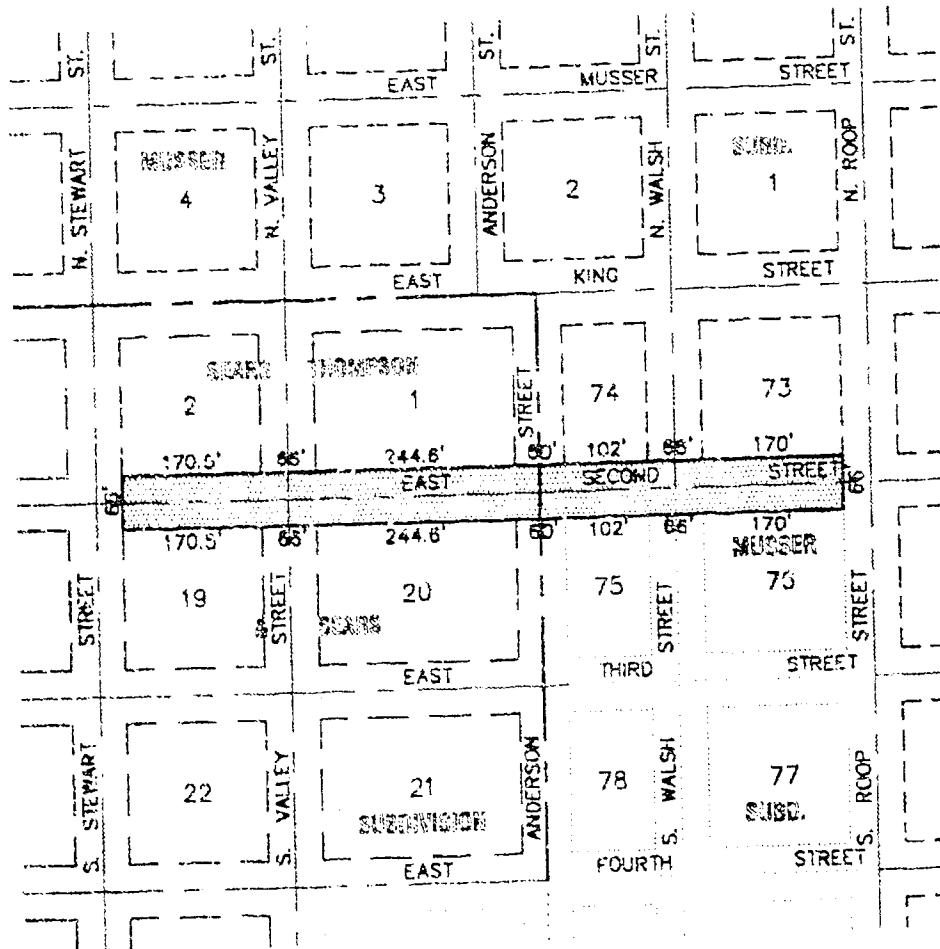 ST. ST. ST. ST. ST.
EAST MUSSER STREET
N. STEWART N. VALLEY ANDERSON N. WALSH N. ROOP
MUSSER SUBD.
4 3 2 1
EAST KING STREET
SEARS THOMPSON
2 1 STREET 74 73
170.5' 66' 244.6' 60' 102' 66' 170'
66' EAST SECOND STREET 66'
170.5' 66' 244.6' 60' 102' 66' 170'
MUSSER
19 20 75 76
STREET STREET STREET STREET
SEARS
EAST THIRD STREET
S. STEWART S. VALLEY ANDERSON S. WALSH S. ROOP
22 21 78 77
SUBDIVISION SUBD.
EAST FOURTH STREET